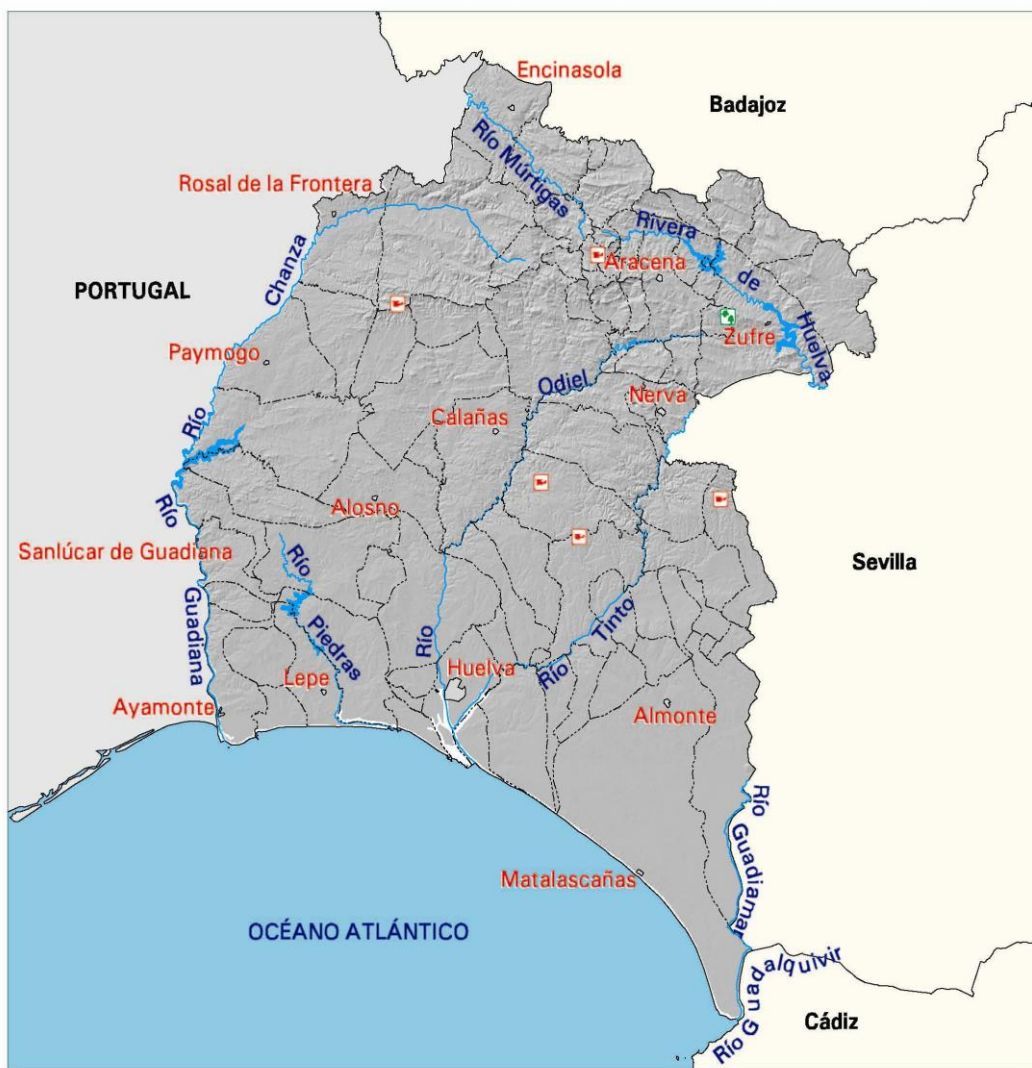 Encinasola
Badajoz
Río Múrtigas
Rosal de la Frontera
Rivera de Huelva
Aracena
Chanza
PORTUGAL
Zufre
Paymogo
Odiel
Nerva
Calañas
Río
Río
Alosno
Sanlúcar de Guadiana
Río
Sevilla
Guadiana
Piedras
Tinto
Río
Río
Huelva
Lepe
Ayamonte
Almonte
Río
Guadiamar
Matalascañas
OCÉANO ATLÁNTICO
Río Guadalquivir
Cádiz